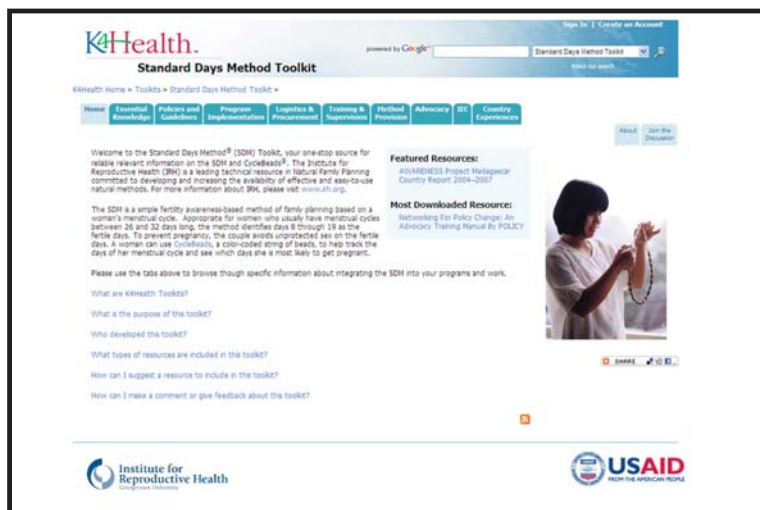 Sign In | Create an Account
K4Health™
powered by Google™
Standard Days Method Toolkit
Standard Days Method Toolkit
About our search
K4Health Home » Toolkits » Standard Days Method Toolkit »
Home
Essential Knowledge
Policies and Guidelines
Program Implementation
Logistics & Procurement
Training & Supervision
Method Provision
Advocacy
IEC
Country Experiences
About
Join the Discussion
Welcome to the Standard Days Method® (SDM) Toolkit, your one-stop source for
reliable relevant information on the SDM and CycleBeads®. The Institute for
Reproductive Health (IRH) is a leading technical resource in Natural Family Planning
committed to developing and increasing the availability of effective and easy-to-use
natural methods. For more information about IRH, please visit www.irh.org.
The SDM is a simple fertility awareness-based method of family planning based on a
woman's menstrual cycle. Appropriate for women who usually have menstrual cycles
between 26 and 32 days long, the method identifies days 8 through 19 as the
fertile days. To prevent pregnancy, the couple avoids unprotected sex on the fertile
days. A woman can use CycleBeads, a color-coded string of beads, to help track the
days of her menstrual cycle and see which days she is most likely to get pregnant.
Featured Resources:
AWARENESS Project Madagascar
Country Report 2004-2007
Most Downloaded Resource:
Networking For Policy Change: An
Advocacy Training Manual By POLICY
Please use the tabs above to browse though specific information about integrating the SDM into your programs and work.
What are K4Health Toolkits?
What is the purpose of this toolkit?
Who developed this toolkit?
What types of resources are included in this toolkit?
How can I suggest a resource to include in the toolkit?
How can I make a comment or give feedback about this toolkit?
SHARE
Institute for
Reproductive Health
Georgetown University
USAID
FROM THE AMERICAN PEOPLE